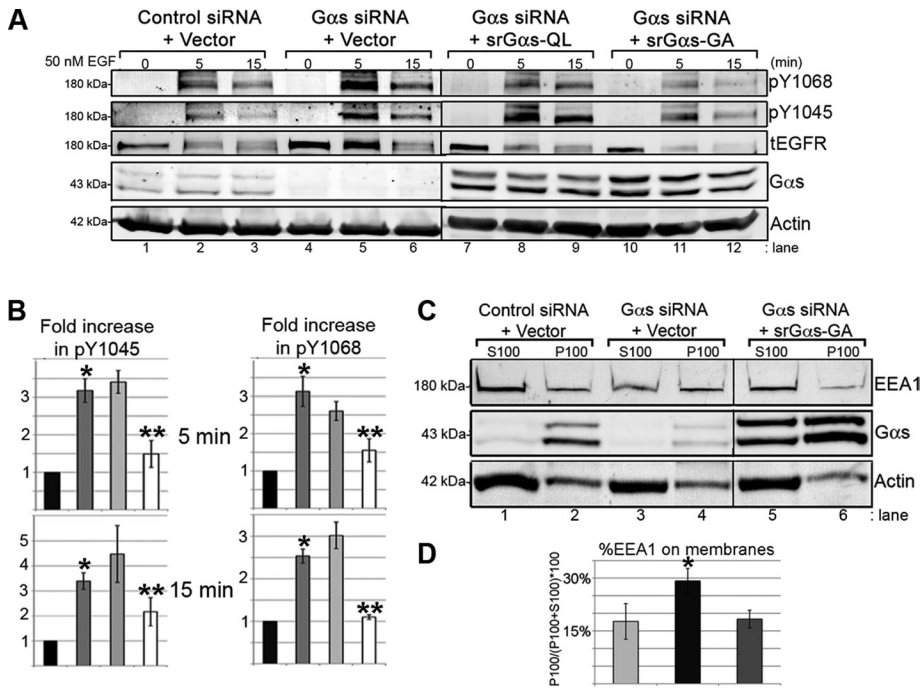 A
Control siRNA + Vector
Gαs siRNA + Vector
Gαs siRNA + srGαs-QL
Gαs siRNA + srGαs-GA
50 nM EGF 0 5 15 0 5 15 0 5 15 0 5 15 (min)
180 kDa- pY1068
180 kDa- pY1045
180 kDa- tEGFR
43 kDa- Gαs
42 kDa- Actin
1 2 3 4 5 6 7 8 9 10 11 12 : lane
B
Fold increase in pY1045
Fold increase in pY1068
3
2
1
* **
5 min
3
2
1
* **
5
4
3
2
1
* **
15 min
3
2
1
* **
C
Control siRNA + Vector
Gαs siRNA + Vector
Gαs siRNA + srGαs-GA
S100 P100 S100 P100 S100 P100
180 kDa- EEA1
43 kDa- Gαs
42 kDa- Actin
1 2 3 4 5 6 : lane
D
%EEA1 on membranes
P100/(P100+S100)*100
30%
15%
*